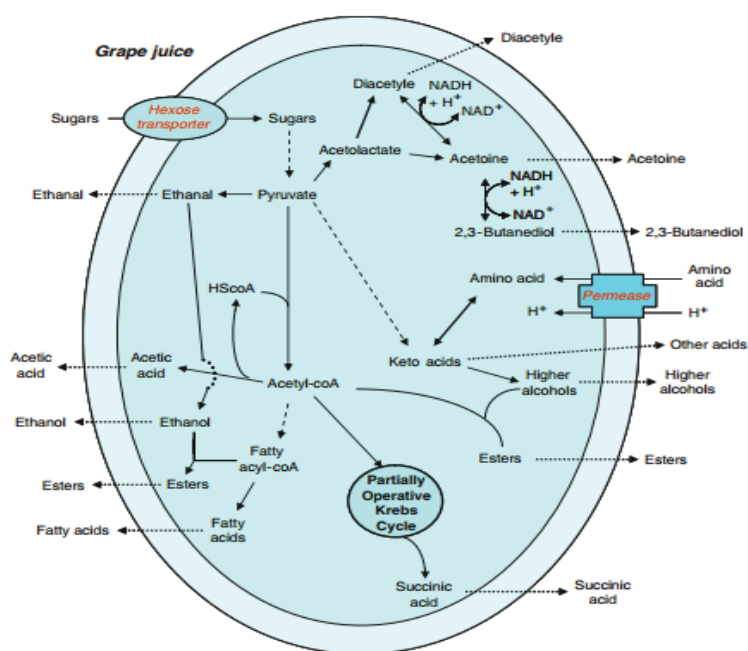 Grape juice
Diacetyle
Diacetyle
NADH
+ H⁺
NAD⁺
Sugars
Hexose
transporter
Sugars
Acetolactate
Acetoine
Acetoine
NADH
+ H⁺
NAD⁺
Ethanal
Ethanal
Pyruvate
2,3-Butanediol
2,3-Butanediol
Amino acid
Amino
acid
HScoA
Permease
H⁺
H⁺
Other acids
Acetic
acid
Acetic
acid
Keto acids
Acetyl-coA
Higher
alcohols
Higher
alcohols
Ethanol
Ethanol
Fatty
acyl-coA
Esters
Esters
Esters
Esters
Partially
Operative
Krebs
Cycle
Fatty acids
Fatty
acids
Succinic
acid
Succinic
acid